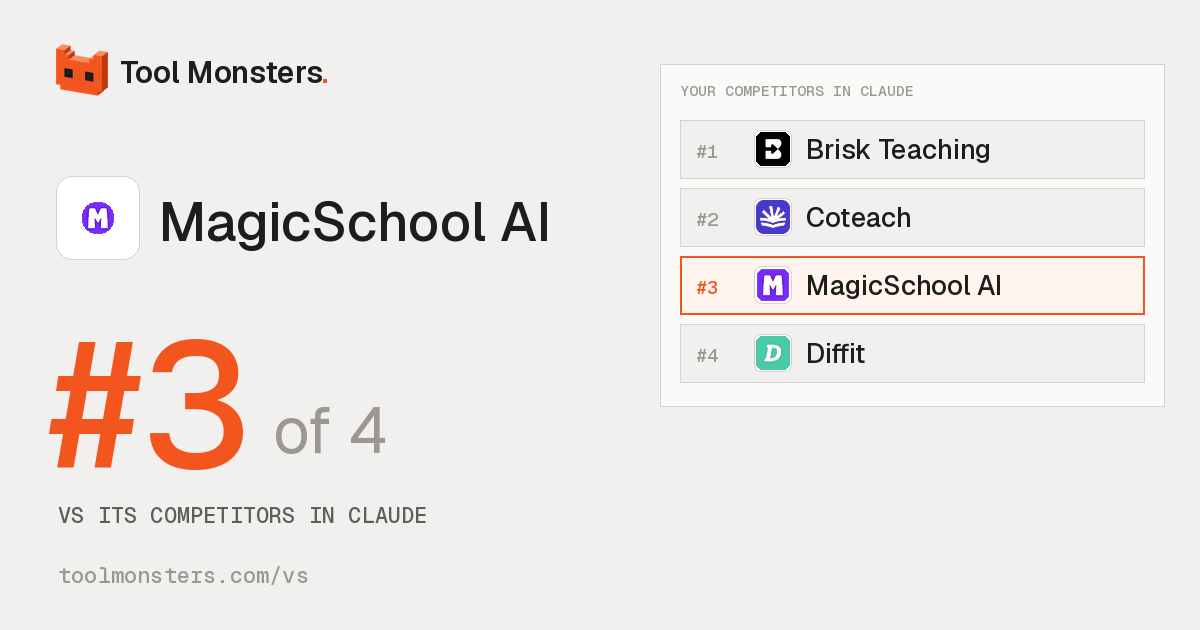 Tool Monsters.
MagicSchool AI
#3 of 4
VS ITS COMPETITORS IN CLAUDE
toolmonsters.com/vs
YOUR COMPETITORS IN CLAUDE
#1 Brisk Teaching
#2 Coteach
#3 MagicSchool AI
#4 Diffit